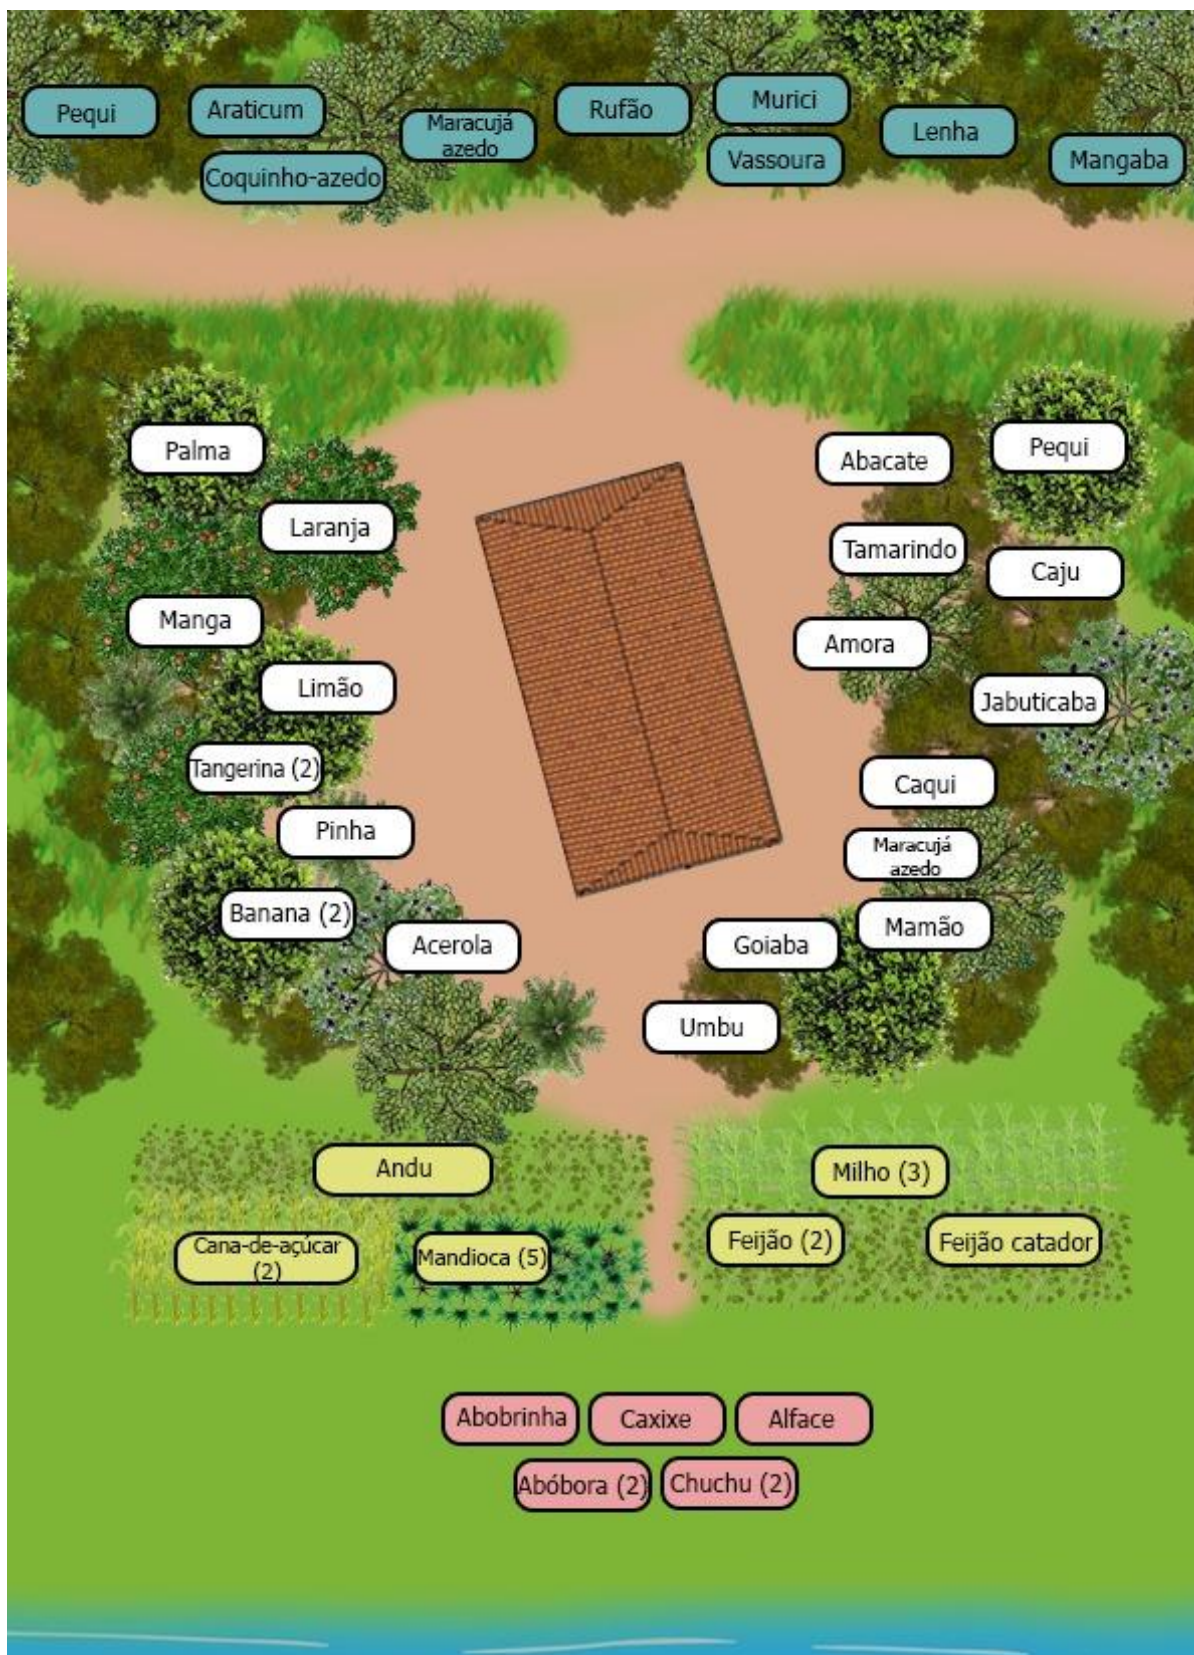 Pequi
Araticum
Maracujá
azedo
Rufão
Murici
Lenha
Vassoura
Mangaba
Coquinho-azedo
Palma
Laranja
Manga
Limão
Tangerina (2)
Pinha
Banana (2)
Acerola
Abacate
Pequi
Tamarindo
Caju
Amora
Jabuticaba
Caqui
Maracujá
azedo
Mamão
Goiaba
Umbu
Andu
Cana-de-açúcar
(2)
Mandioca (5)
Milho (3)
Feijão (2)
Feijão catador
Abobrinha
Caxixe
Alface
Abóbora (2)
Chuchu (2)